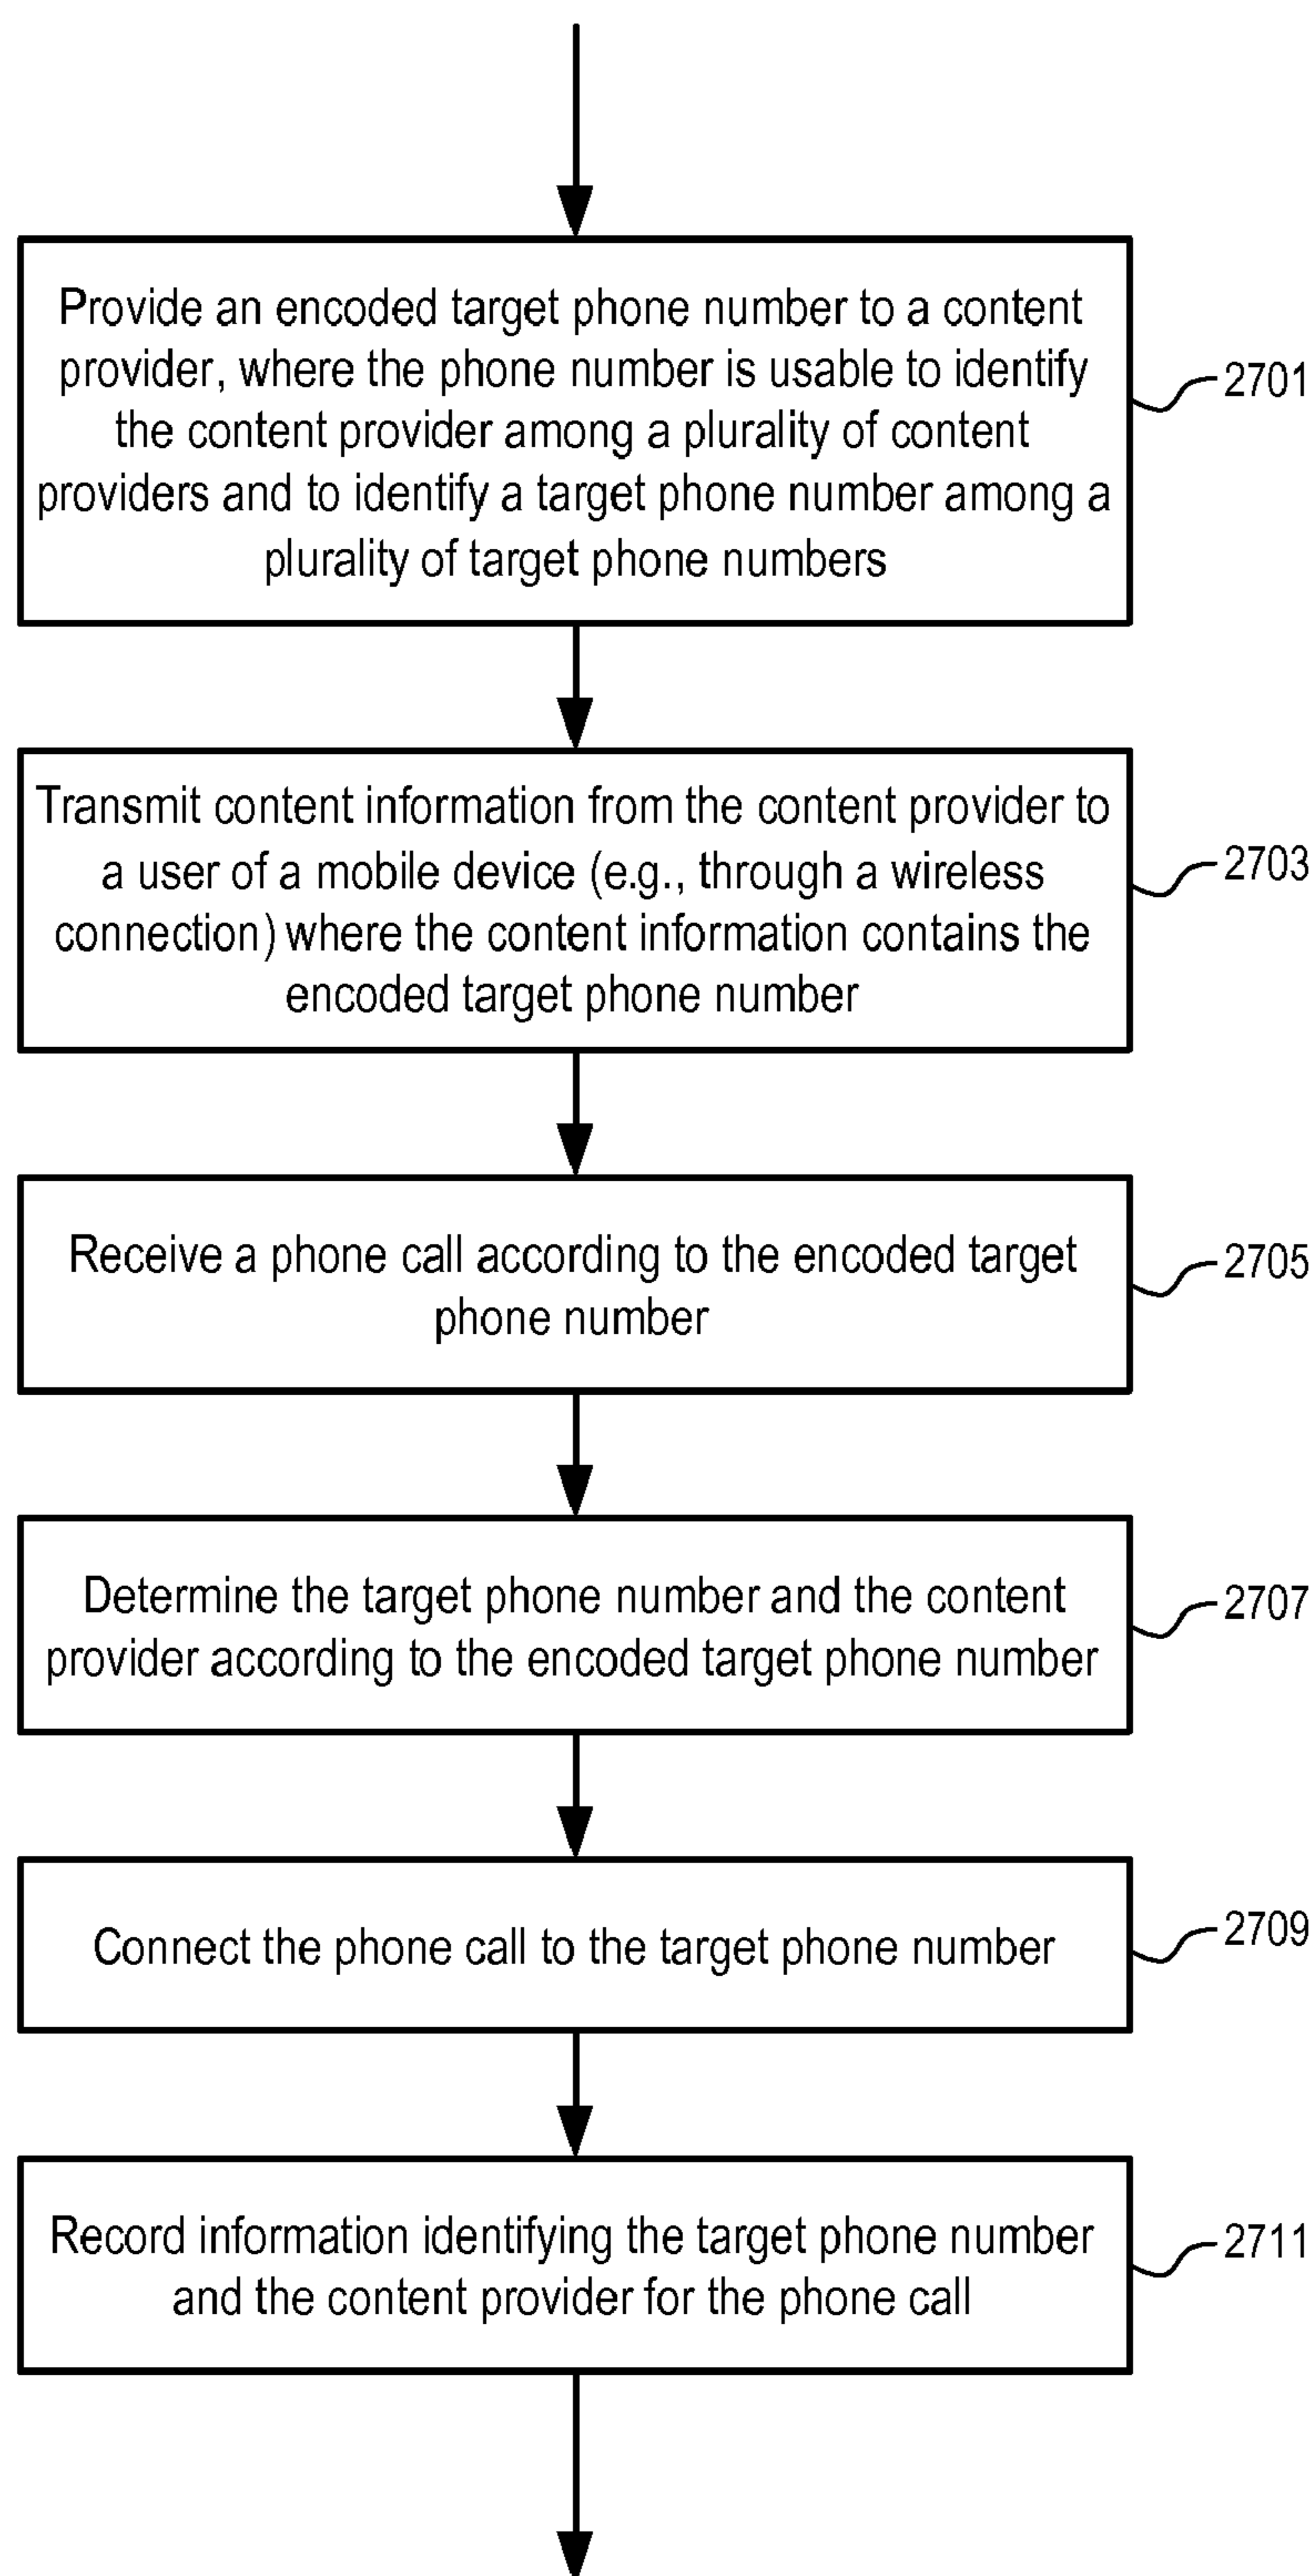 Provide an encoded target phone number to a content
provider, where the phone number is usable to identify
the content provider among a plurality of content
providers and to identify a target phone number among a
plurality of target phone numbers
2701
Transmit content information from the content provider to
a user of a mobile device (e.g., through a wireless
connection) where the content information contains the
encoded target phone number
2703
Receive a phone call according to the encoded target
phone number
2705
Determine the target phone number and the content
provider according to the encoded target phone number
2707
Connect the phone call to the target phone number
2709
Record information identifying the target phone number
and the content provider for the phone call
2711